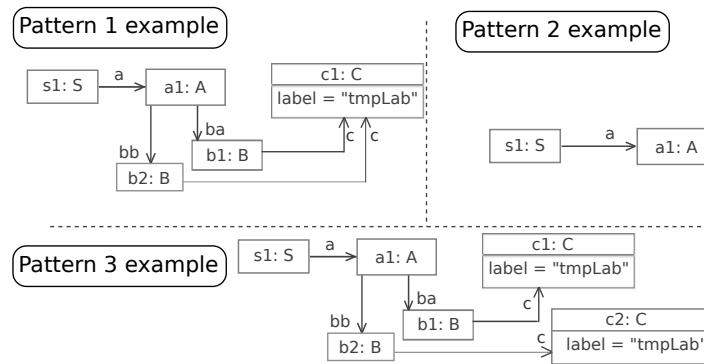 Pattern 1 example
s1: S
a
a1: A
c1: C
label = "tmpLab"
bb
ba
b1: B
b2: B
c
c
Pattern 2 example
s1: S
a
a1: A
Pattern 3 example
s1: S
a
a1: A
c1: C
label = "tmpLab"
bb
ba
b1: B
b2: B
c
c
c2: C
label = "tmpLab"